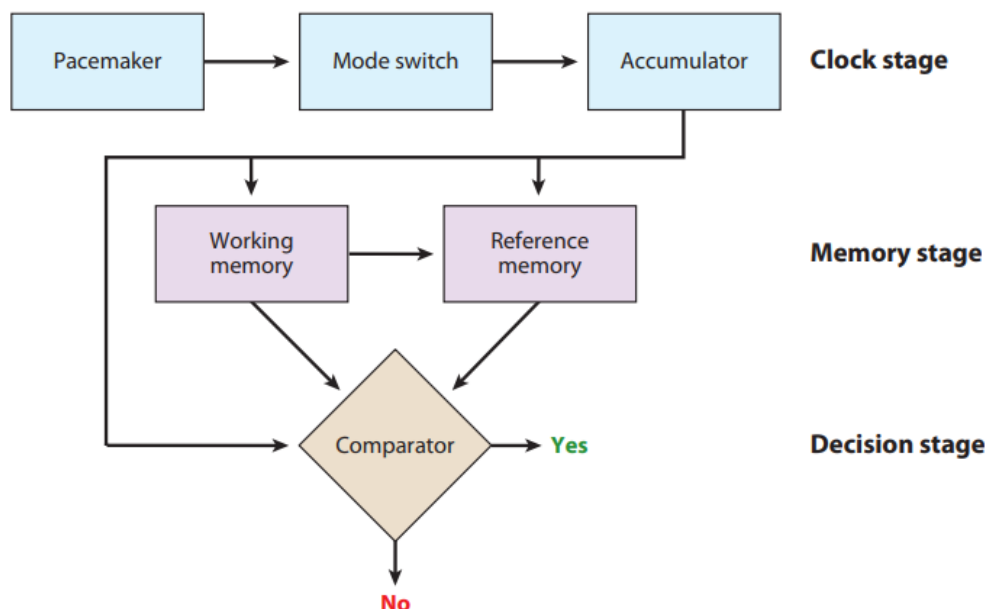 Pacemaker
Mode switch
Accumulator
Clock stage
Working
memory
Reference
memory
Memory stage
Comparator
Yes
Decision stage
No